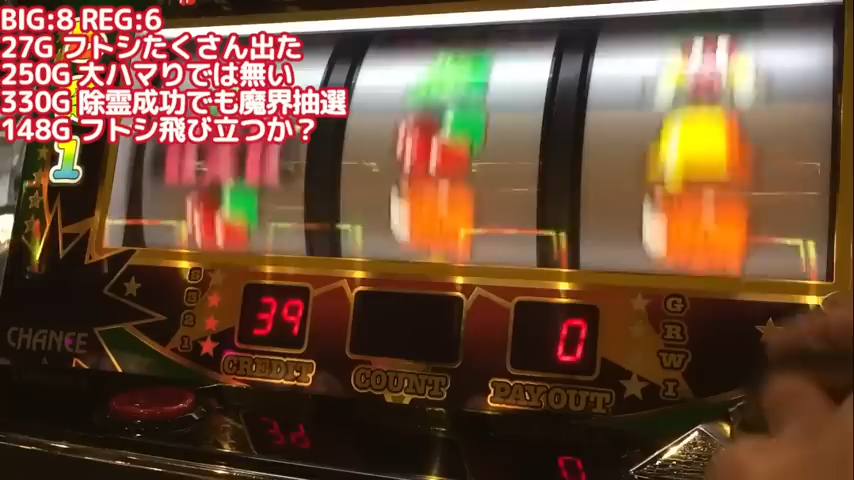 BIG:8 REG:6
27G フトシたくさん出た
250G 大ハマりでは無い
330G 除霊成功でも魔界抽選
148G フトシ飛び立つか？
1
CHANCE
39
0
CREDIT
COUNT
PAYOUT
G
R
W
I